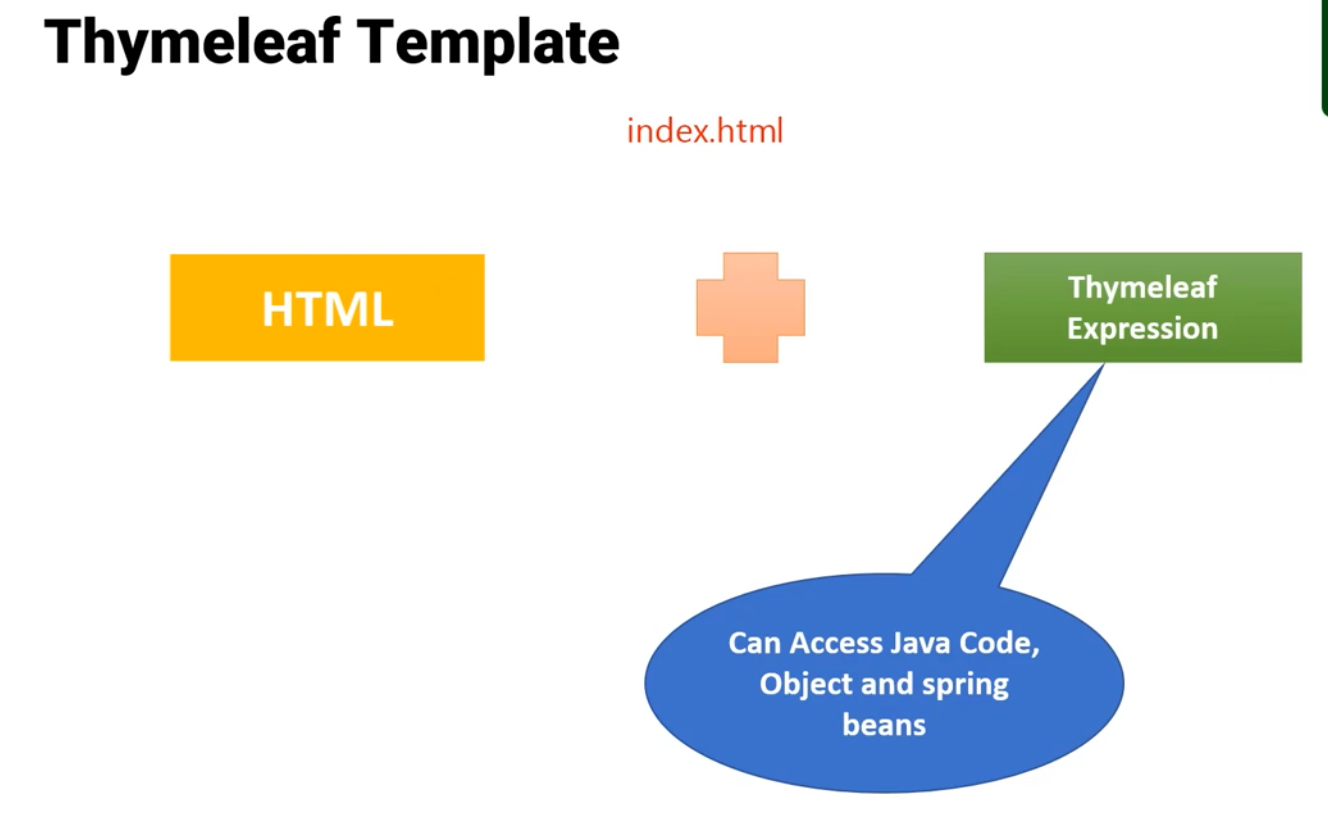 Thymeleaf Template
index.html
HTML
Thymeleaf
Expression
Can Access Java Code,
Object and spring
beans